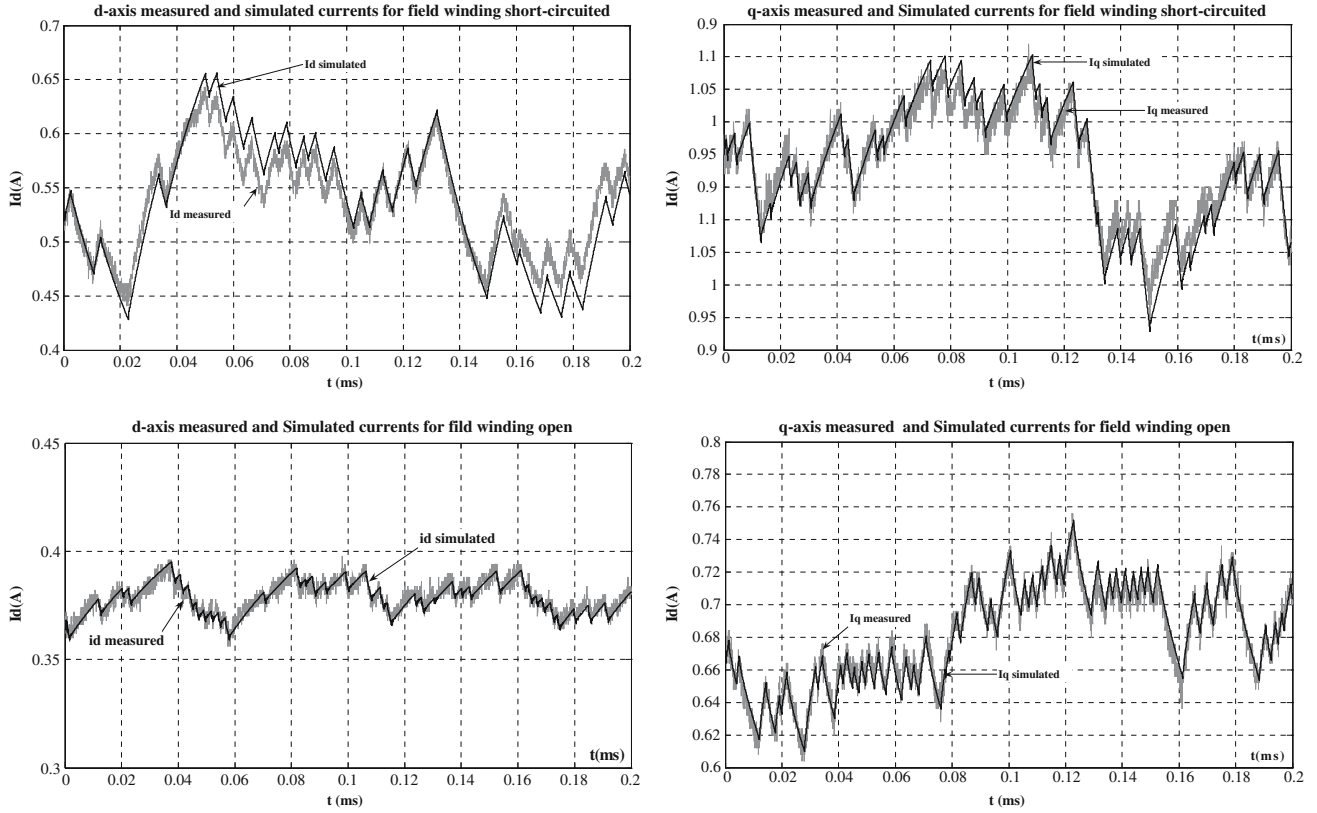 d-axis measured and simulated currents for field winding short-circuited
0.7
0.65
0.6
0.55
0.5
0.45
0.4
Id(A)
Id simulated
Id measured
0 0.02 0.04 0.06 0.08 0.1 0.12 0.14 0.16 0.18 0.2
t (ms)
q-axis measured and Simulated currents for field winding short-circuited
0.9
1.1
1.05
1
0.95
0.9
1.1
1.05
1
0.95
0.9
Id(A)
Iq simulated
Iq measured
t(ms)
0 0.02 0.04 0.06 0.08 0.1 0.12 0.14 0.16 0.18 0.2
t (ms)
d-axis measured and Simulated currents for fild winding open
0.45
0.4
0.35
0.3
Id(A)
id simulated
id measured
t(ms)
0 0.02 0.04 0.06 0.08 0.1 0.12 0.14 0.16 0.18 0.2
t (ms)
q-axis measured and Simulated currents for field winding open
0.8
0.78
0.76
0.74
0.72
0.7
0.68
0.66
0.64
0.62
0.6
Id(A)
Iq measured
Iq simulated
t(ms)
0 0.02 0.04 0.06 0.08 0.1 0.12 0.14 0.16 0.18 0.2
t (ms)